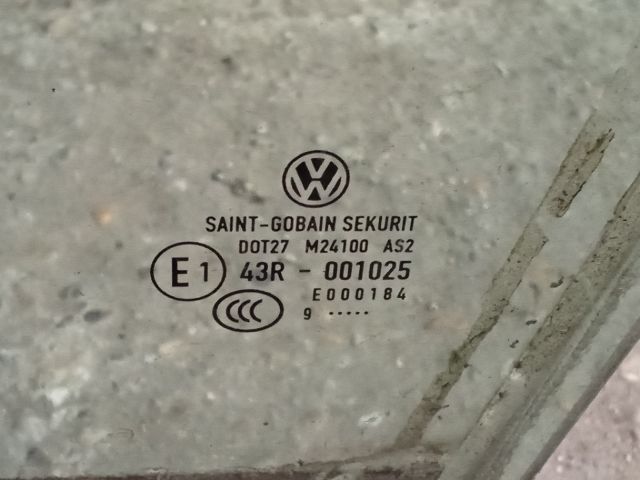 SAINT-GOBAIN SEKURIT
DOT27 M24100 AS2
E1 43R - 001025
E000184
CCC 9 .....